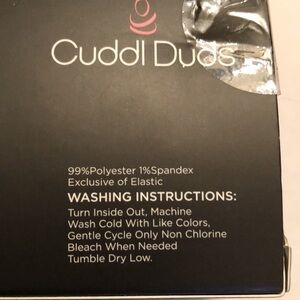 Cuddl Duds
99%Polyester 1%Spandex
Exclusive of Elastic
WASHING INSTRUCTIONS:
Turn Inside Out, Machine
Wash Cold With Like Colors,
Gentle Cycle Only Non Chlorine
Bleach When Needed
Tumble Dry Low.